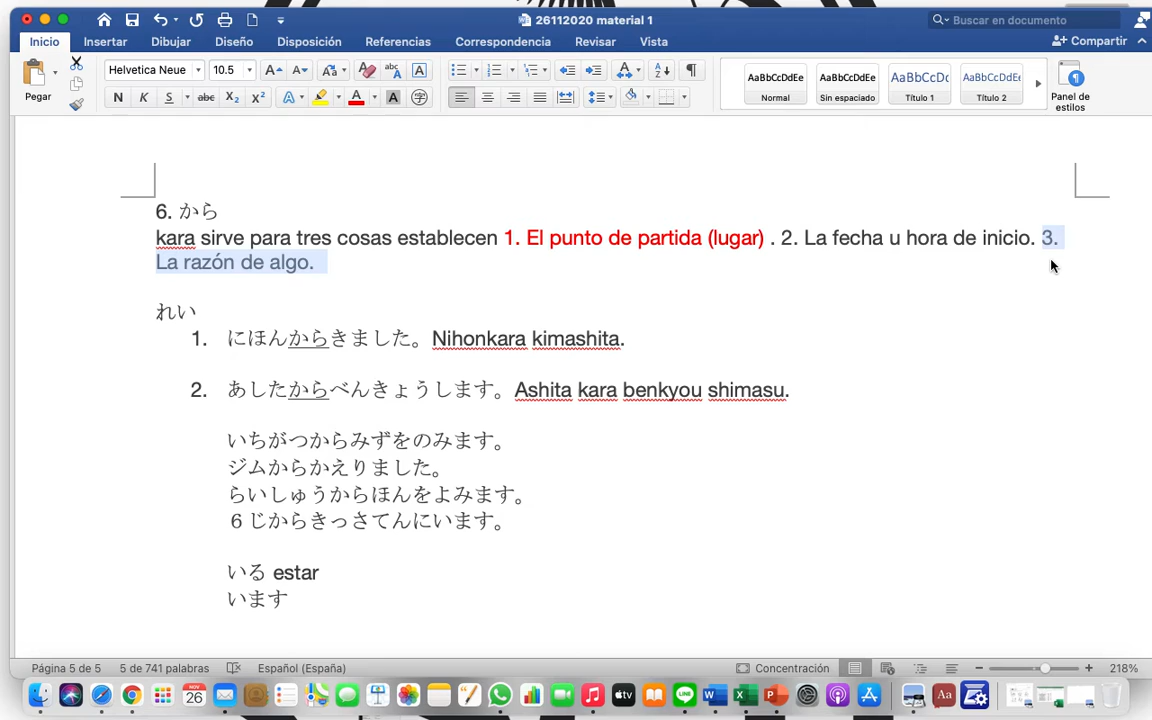 26112020 material 1
Buscar en documento
Inicio Insertar Dibujar Diseño Disposición Referencias Correspondencia Revisar Vista Compartir
Pegar
Helvetica Neue 10.5
N K S abc X₂ X²
AaBbCcDdEe Normal
AaBbCcDdEe Sin espaciado
AaBbCcDc Título 1
AaBbCcDdEe Título 2
Panel de estilos
6. から
kara sirve para tres cosas establecen 1. El punto de partida (lugar) . 2. La fecha u hora de inicio. 3.
La razón de algo.
れい
1. にほんからきました。Nihonkara kimashita.
2. あしたからべんきょうします。Ashita kara benkyou shimasu.
いちがつからみずをのみます。
ジムからかえりました。
らいしゅうからほんをよみます。
６じからきっさてんにいます。
いる estar
います
Página 5 de 5 5 de 741 palabras Español (España) Concentración 218%
NOV 26